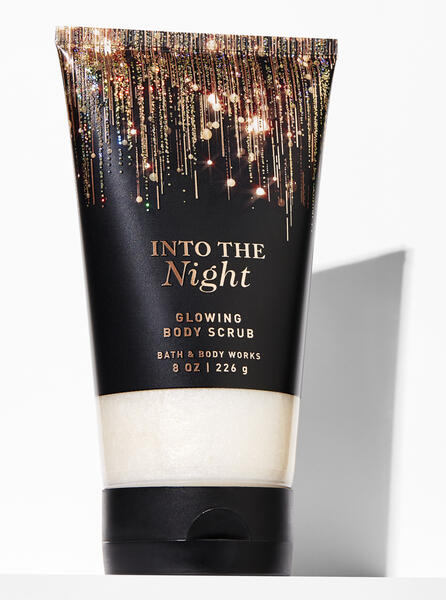 INTO THE
Night
GLOWING
BODY SCRUB
BATH & BODY WORKS
8 OZ | 226 g